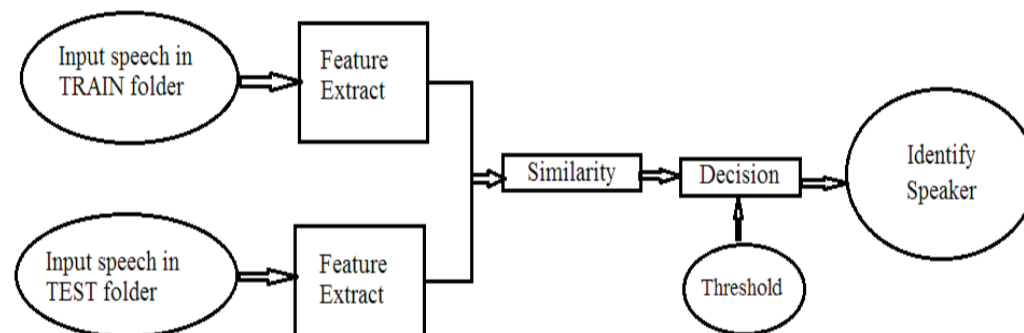 Input speech in
TRAIN folder
Feature
Extract
Similarity
Decision
Identify
Speaker
Input speech in
TEST folder
Feature
Extract
Threshold